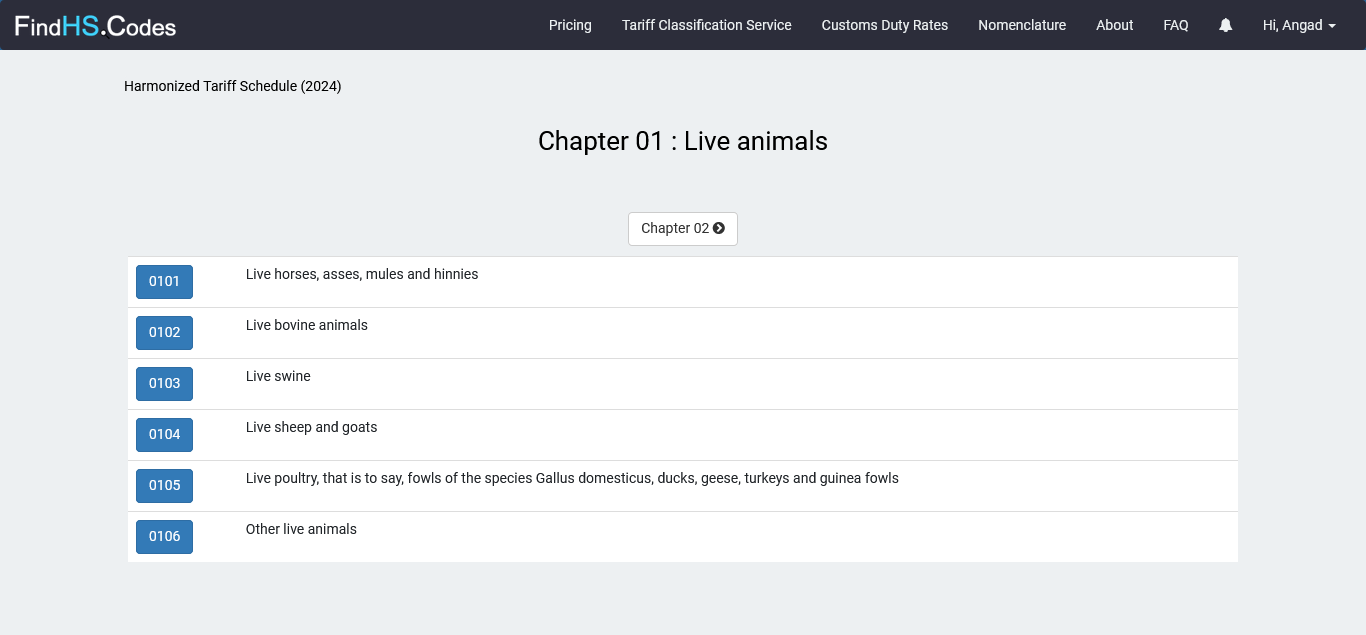 FindHS.Codes
Pricing Tariff Classification Service Customs Duty Rates Nomenclature About FAQ Hi, Angad
Harmonized Tariff Schedule (2024)
Chapter 01 : Live animals
Chapter 02
0101 Live horses, asses, mules and hinnies
0102 Live bovine animals
0103 Live swine
0104 Live sheep and goats
0105 Live poultry, that is to say, fowls of the species Gallus domesticus, ducks, geese, turkeys and guinea fowls
0106 Other live animals